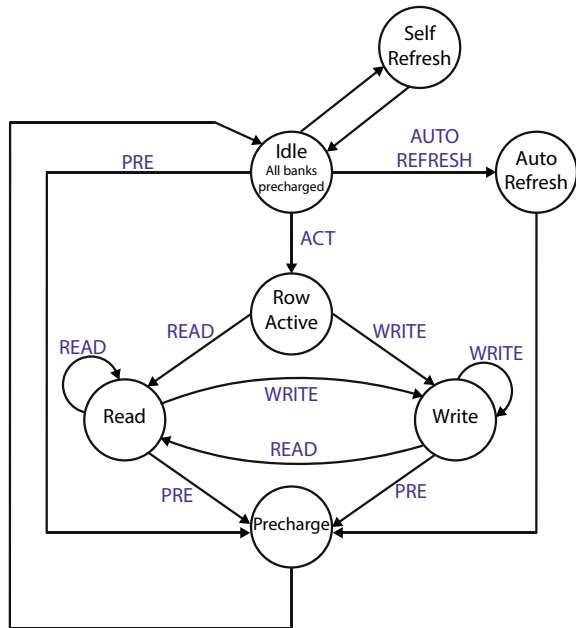 Self
Refresh
Idle
All banks
precharged
PRE
AUTO
REFRESH
Auto
Refresh
ACT
Row
Active
READ
WRITE
READ
WRITE
Read
WRITE
Write
READ
PRE
PRE
Precharge